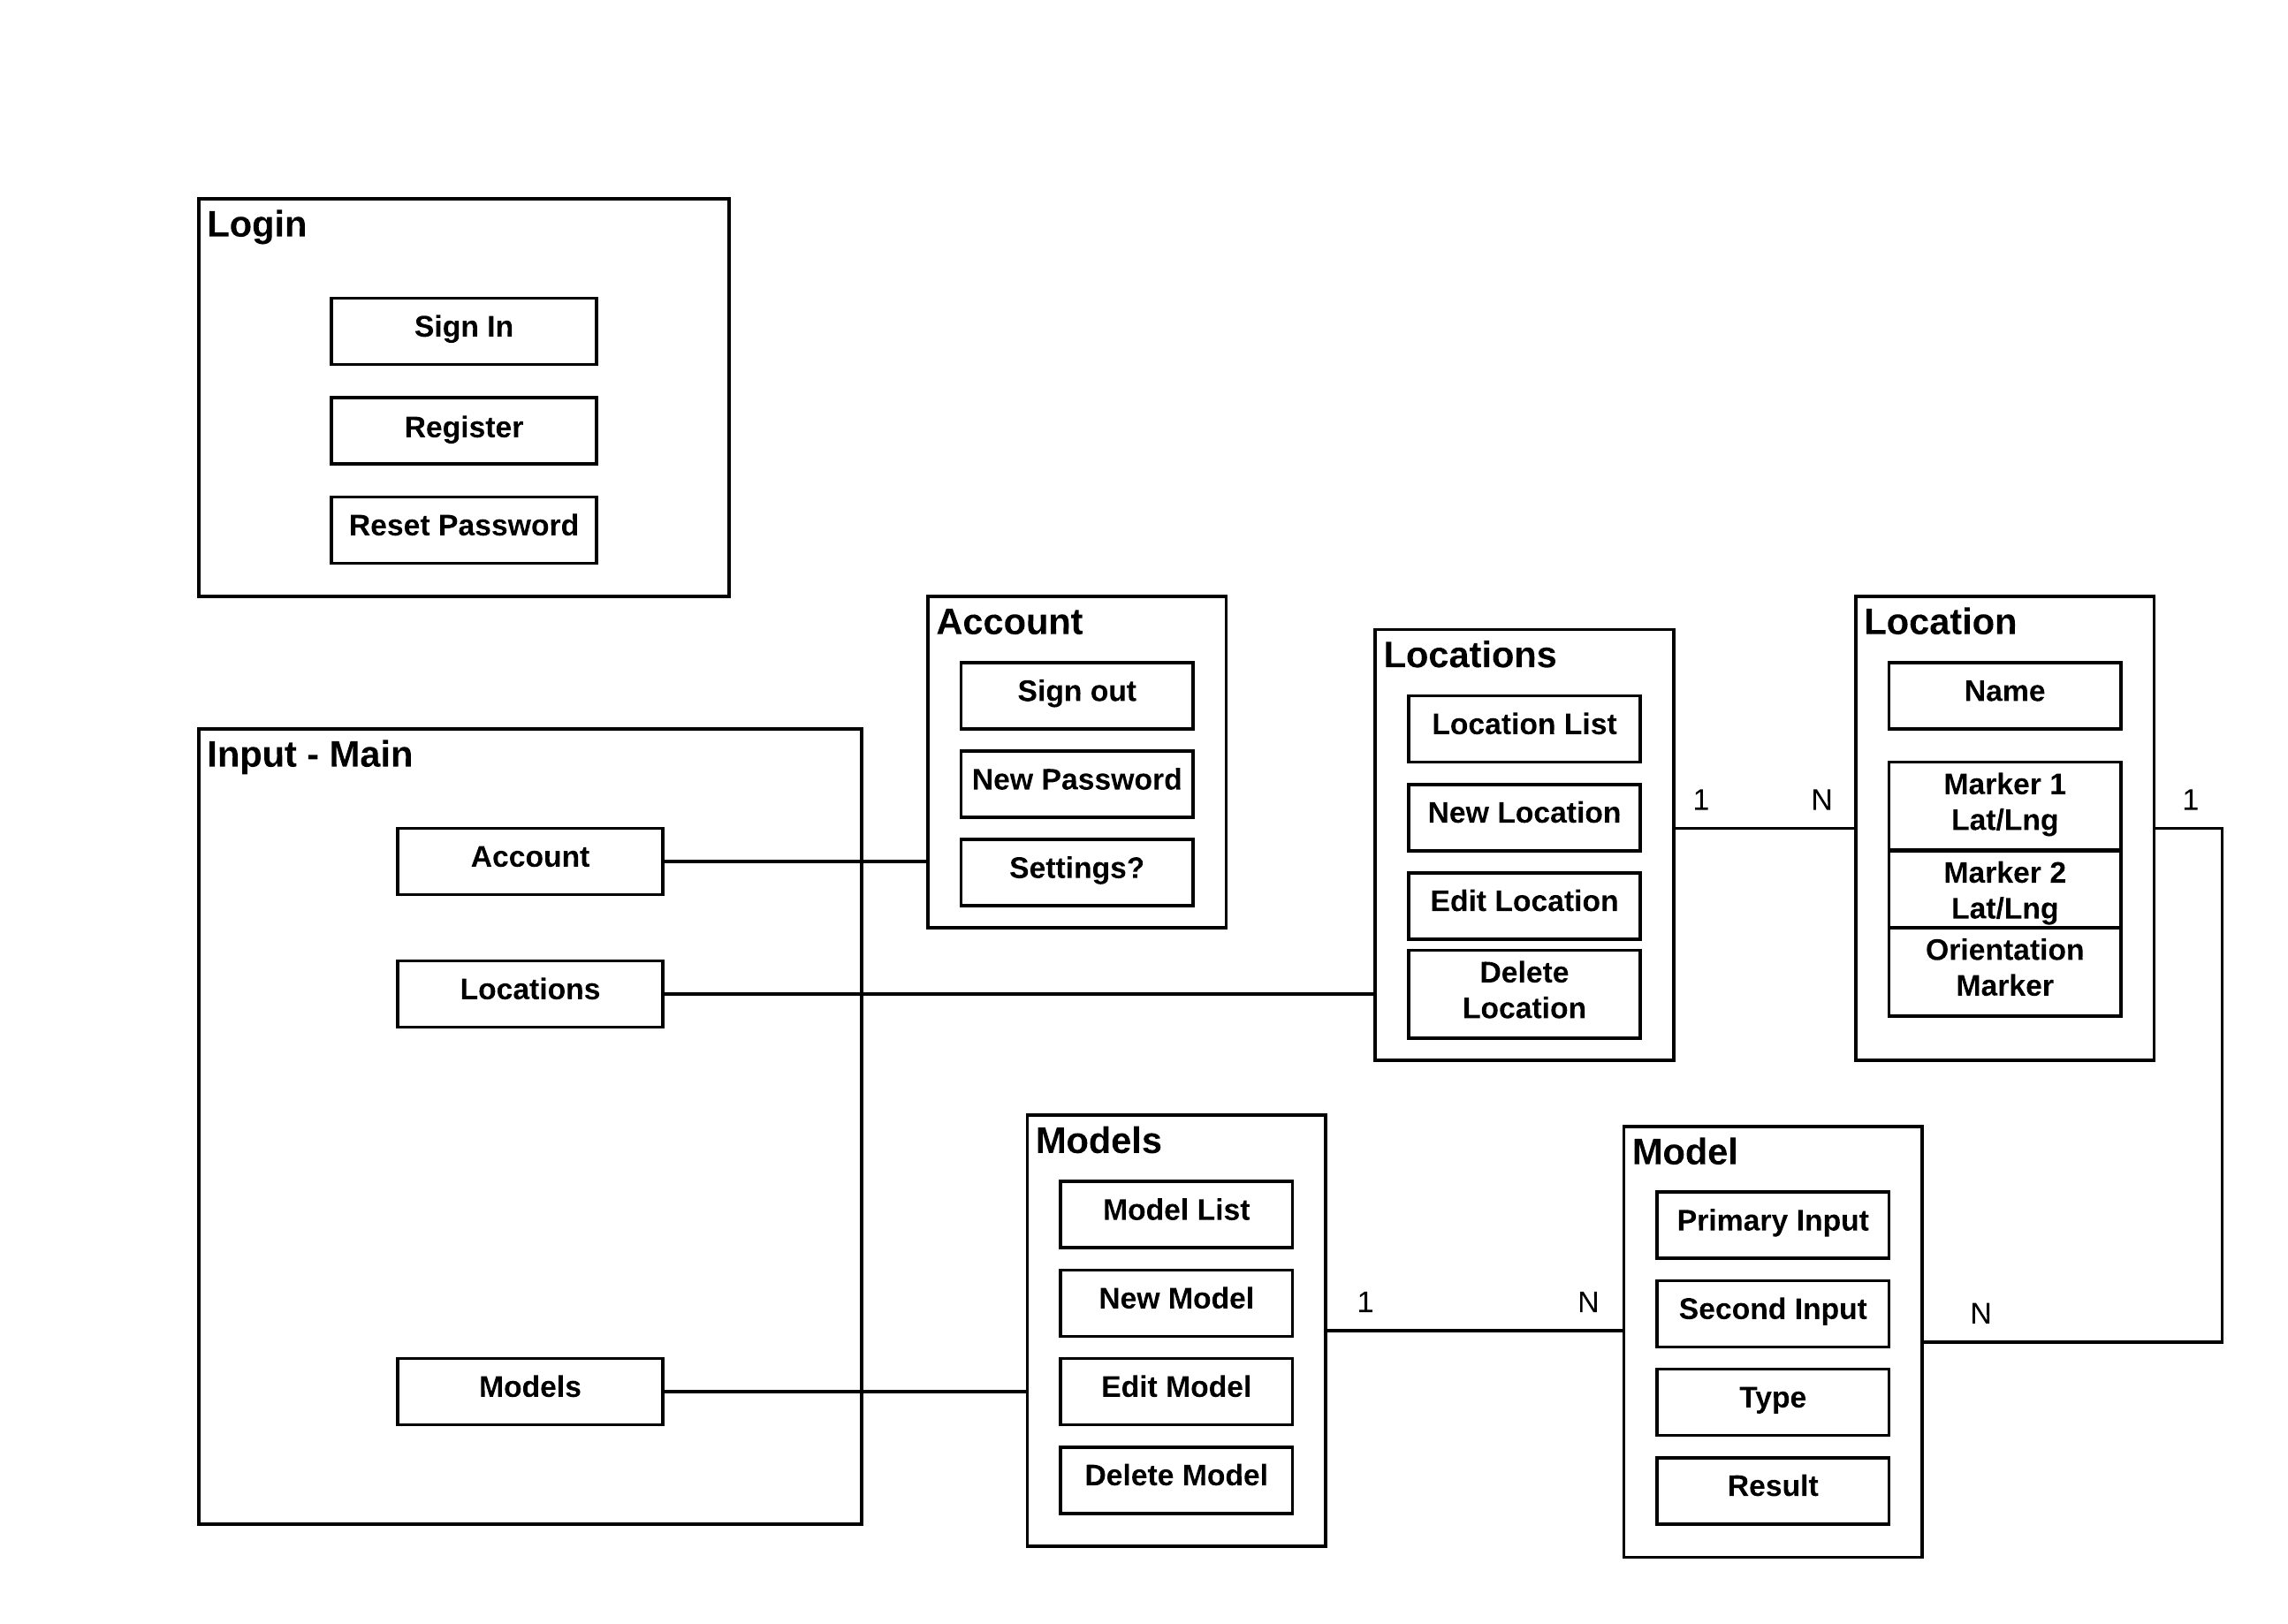 Login
Sign In
Register
Reset Password
Input - Main
Account
Locations
Models
Account
Sign out
New Password
Settings?
Locations
Location List
New Location
Edit Location
Delete
Location
1
N
Location
Name
Marker 1
Lat/Lng
Marker 2
Lat/Lng
Orientation
Marker
1
Models
Model List
New Model
Edit Model
Delete Model
1
N
Model
Primary Input
Second Input
Type
Result
N